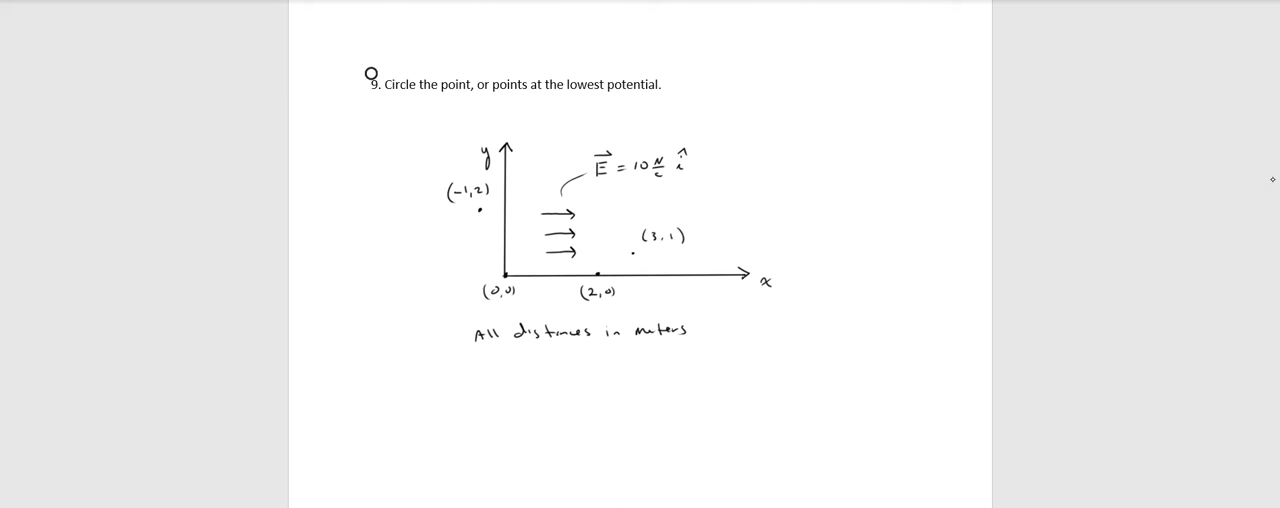 9. Circle the point, or points at the lowest potential.
y
E = 10 N/C î
(-1,2)
(3,1)
x
(0,0)
(2,0)
All distances in meters